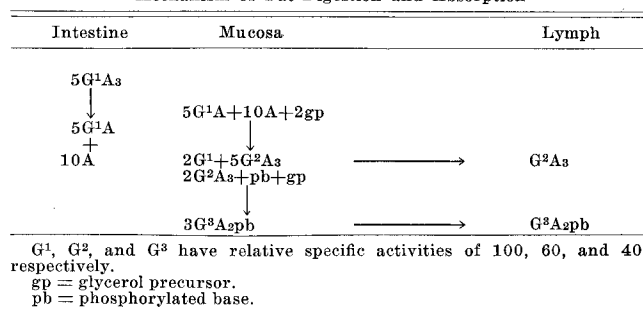 Intestine Mucosa Lymph
5G¹A₃
5G¹A+10A+2gp
5G¹A
+
10A 2G¹+5G²A₃ G²A₃
2G²A₃+pb+gp
3G³A₂pb G³A₂pb
G¹, G², and G³ have relative specific activities of 100, 60, and 40
respectively.
gp = glycerol precursor.
pb = phosphorylated base.